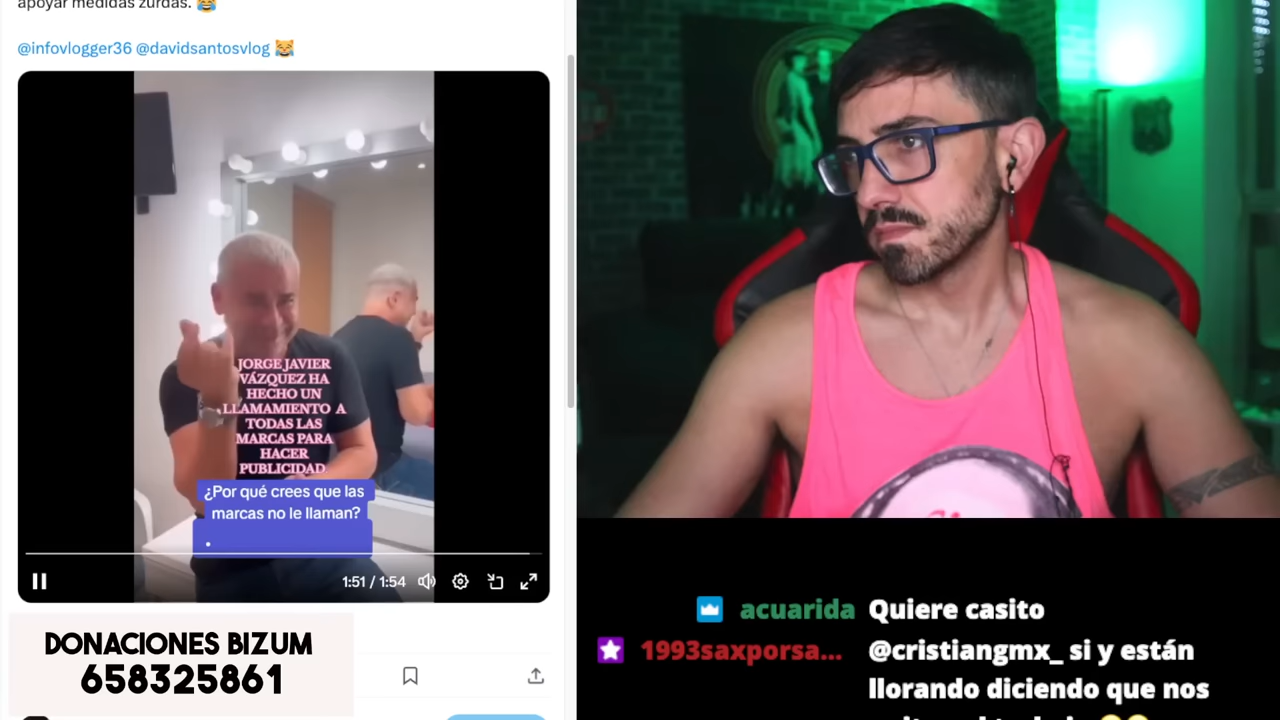 apoyar medidas zurdas. 😹
@infovlogger36 @davidsantosvlog 😹
JORGE JAVIER
VÁZQUEZ HA
HECHO UN
LLAMAMIENTO A
TODAS LAS
MARCAS PARA
HACER
PUBLICIDAD
¿Por qué crees que las
marcas no le llaman?
.
1:51 / 1:54
DONACIONES BIZUM
658325861
acuarida Quiere casito
1993saxporsa... @cristiangmx_ si y están
llorando diciendo que nos